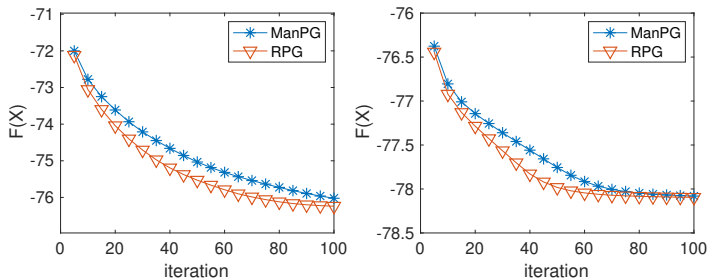 -71
-72
-73
-74
-75
-76
F(X)
0 20 40 60 80 100
iteration
ManPG
RPG
-76
-76.5
-77
-77.5
-78
-78.5
F(X)
0 20 40 60 80 100
iteration
ManPG
RPG